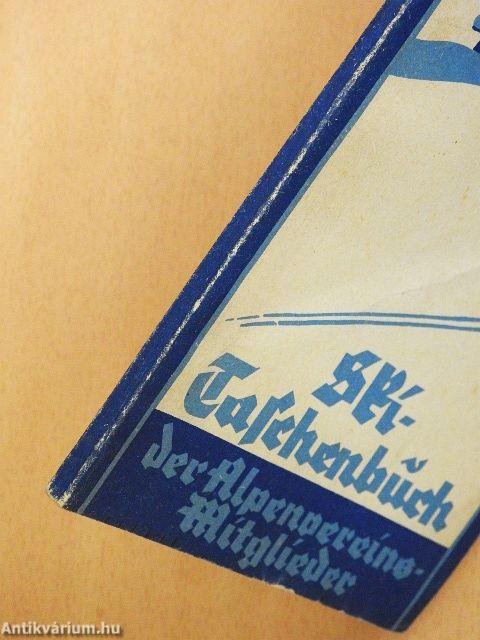 Ski-
Taschenbuch
der Alpenvereins-
Mitglieder
Antikvárium.hu